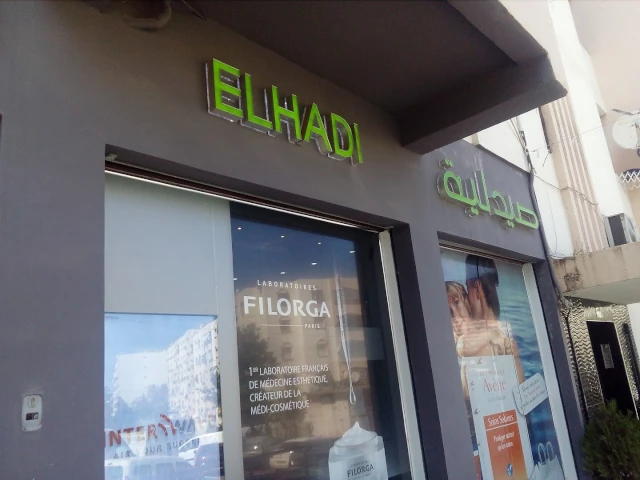 ELHADI
صيدلية
LABORATOIRES
FILORGA
PARIS
1ER LABORATOIRE FRANÇAIS
DE MÉDECINE ESTHÉTIQUE,
CRÉATEUR DE LA
MÉDI-COSMÉTIQUE
FILORGA
INTER
Avène
Soins Solaires